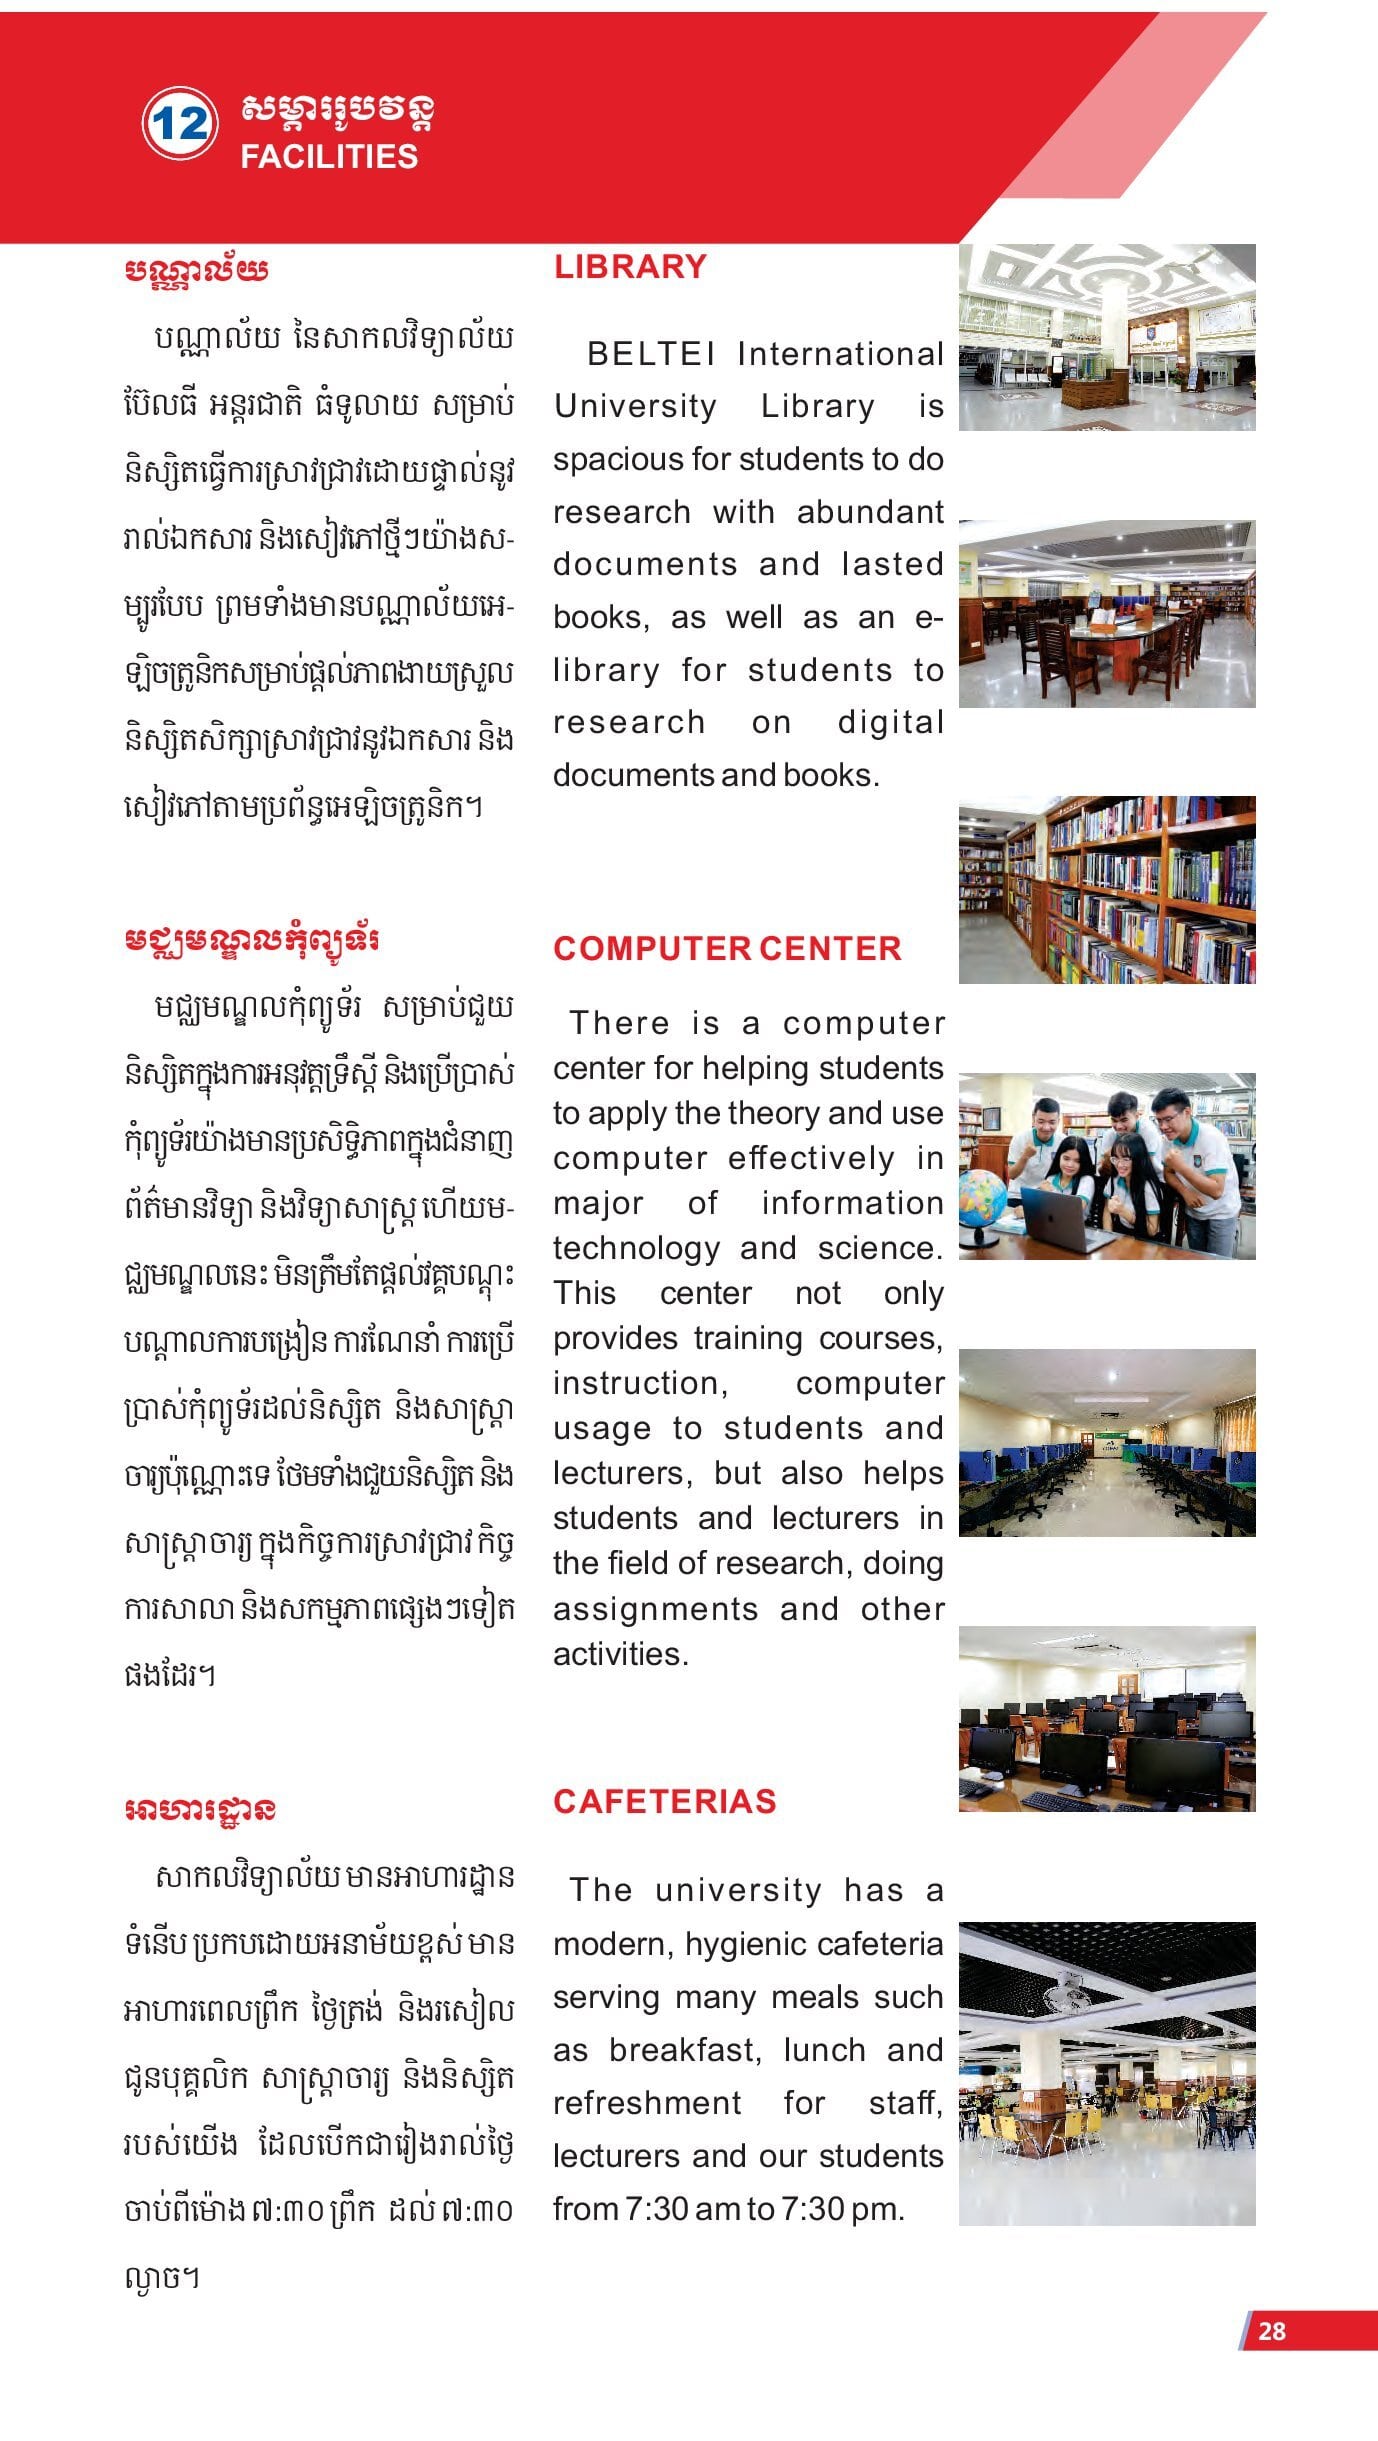 12
សម្ភាររូបវន្ត
FACILITIES
បណ្ណាល័យ
បណ្ណាល័យ នៃសាកលវិទ្យាល័យ
ប៊ែលធី អន្តរជាតិ ធំទូលាយ សម្រាប់
និស្សិតធ្វើការស្រាវជ្រាវដោយផ្ទាល់នូវ
រាល់ឯកសារ និងសៀវភៅថ្មីៗយ៉ាងស-
ម្បូរបែប ព្រមទាំងមានបណ្ណាល័យអេ-
ឡិចត្រូនិកសម្រាប់ផ្តល់ភាពងាយស្រួល
និស្សិតសិក្សាស្រាវជ្រាវនូវឯកសារ និង
សៀវភៅតាមប្រព័ន្ធអេឡិចត្រូនិក។
LIBRARY
BELTEI International
University Library is
spacious for students to do
research with abundant
documents and lasted
books, as well as an e-
library for students to
research on digital
documents and books.
មជ្ឈមណ្ឌលកុំព្យូទ័រ
មជ្ឈមណ្ឌលកុំព្យូទ័រ សម្រាប់ជួយ
និស្សិតក្នុងការអនុវត្តទ្រឹស្តី និងប្រើប្រាស់
កុំព្យូទ័រយ៉ាងមានប្រសិទ្ធិភាពក្នុងជំនាញ
ព័ត៌មានវិទ្យា និងវិទ្យាសាស្ត្រ ហើយម-
ជ្ឈមណ្ឌលនេះ មិនត្រឹមតែផ្តល់វគ្គបណ្តុះ
បណ្តាលការបង្រៀន ការណែនាំ ការប្រើ
ប្រាស់កុំព្យូទ័រដល់និស្សិត និងសាស្ត្រា
ចារ្យប៉ុណ្ណោះទេ ថែមទាំងជួយនិស្សិត និង
សាស្ត្រាចារ្យ ក្នុងកិច្ចការស្រាវជ្រាវ កិច្ច
ការសាលា និងសកម្មភាពផ្សេងៗទៀត
ផងដែរ។
COMPUTER CENTER
There is a computer
center for helping students
to apply the theory and use
computer effectively in
major of information
technology and science.
This center not only
provides training courses,
instruction, computer
usage to students and
lecturers, but also helps
students and lecturers in
the field of research, doing
assignments and other
activities.
អាហារដ្ឋាន
សាកលវិទ្យាល័យ មានអាហារដ្ឋាន
ទំនើប ប្រកបដោយអនាម័យខ្ពស់ មាន
អាហារពេលព្រឹក ថ្ងៃត្រង់ និងរសៀល
ជូនបុគ្គលិក សាស្ត្រាចារ្យ និងនិស្សិត
របស់យើង ដែលបើកជារៀងរាល់ថ្ងៃ
ចាប់ពីម៉ោង ៧:៣០ ព្រឹក ដល់ ៧:៣០
ល្ងាច។
CAFETERIAS
The university has a
modern, hygienic cafeteria
serving many meals such
as breakfast, lunch and
refreshment for staff,
lecturers and our students
from 7:30 am to 7:30 pm.
28